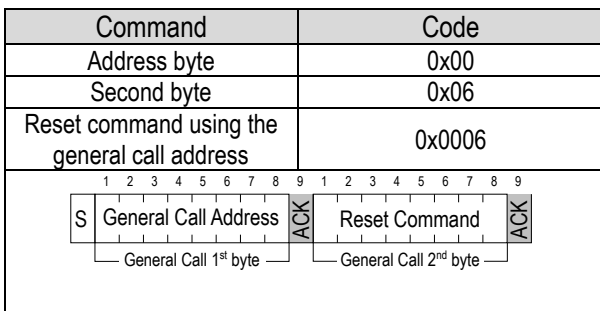 Command Code
Address byte 0x00
Second byte 0x06
Reset command using the
general call address 0x0006
1 2 3 4 5 6 7 8 9 1 2 3 4 5 6 7 8 9
S General Call Address ACK Reset Command ACK
General Call 1st byte General Call 2nd byte